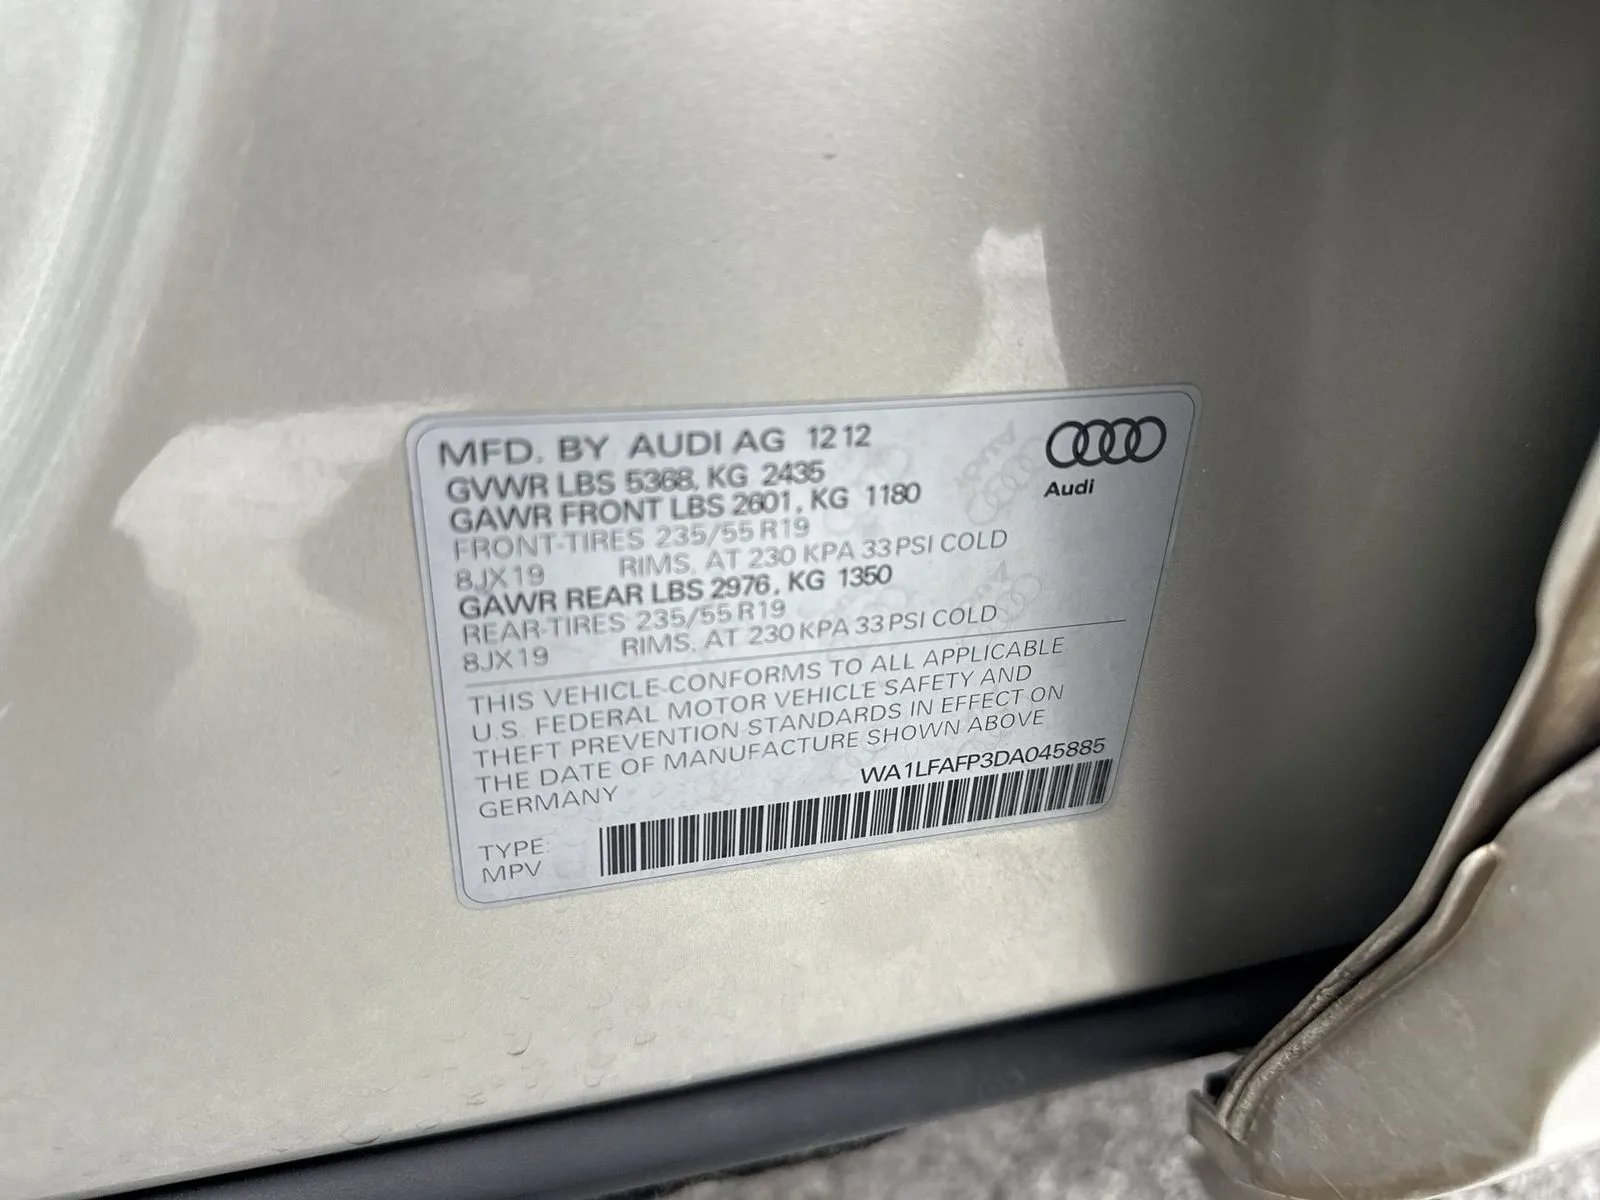 MFD. BY AUDI AG 12 12
GVWR LBS 5368, KG 2435
GAWR FRONT LBS 2601, KG 1180
FRONT-TIRES 235/55 R19
8JX19 RIMS, AT 230 KPA 33 PSI COLD
GAWR REAR LBS 2976, KG 1350
REAR-TIRES 235/55 R19
8JX19 RIMS, AT 230 KPA 33 PSI COLD
Audi
THIS VEHICLE CONFORMS TO ALL APPLICABLE
U.S. FEDERAL MOTOR VEHICLE SAFETY AND
THEFT PREVENTION STANDARDS IN EFFECT ON
THE DATE OF MANUFACTURE SHOWN ABOVE
GERMANY
WA1LFAFP3DA045885
TYPE:
MPV